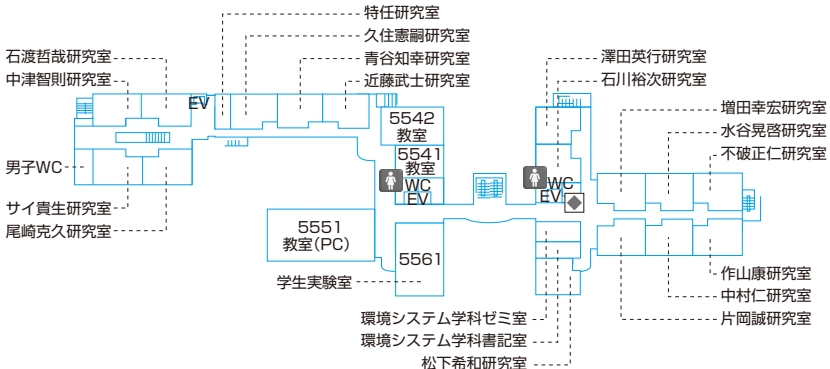 特任研究室
久住憲嗣研究室
青谷知幸研究室
近藤武士研究室
石渡哲哉研究室
中津智則研究室
EV
男子WC
サイ貴生研究室
尾崎克久研究室
5542
教室
5541
教室
WC
EV
5551
教室(PC)
5561
学生実験室
澤田英行研究室
石川裕次研究室
増田幸宏研究室
水谷晃啓研究室
不破正仁研究室
WC
EV
作山康研究室
中村仁研究室
片岡誠研究室
環境システム学科ゼミ室
環境システム学科書記室
松下希和研究室